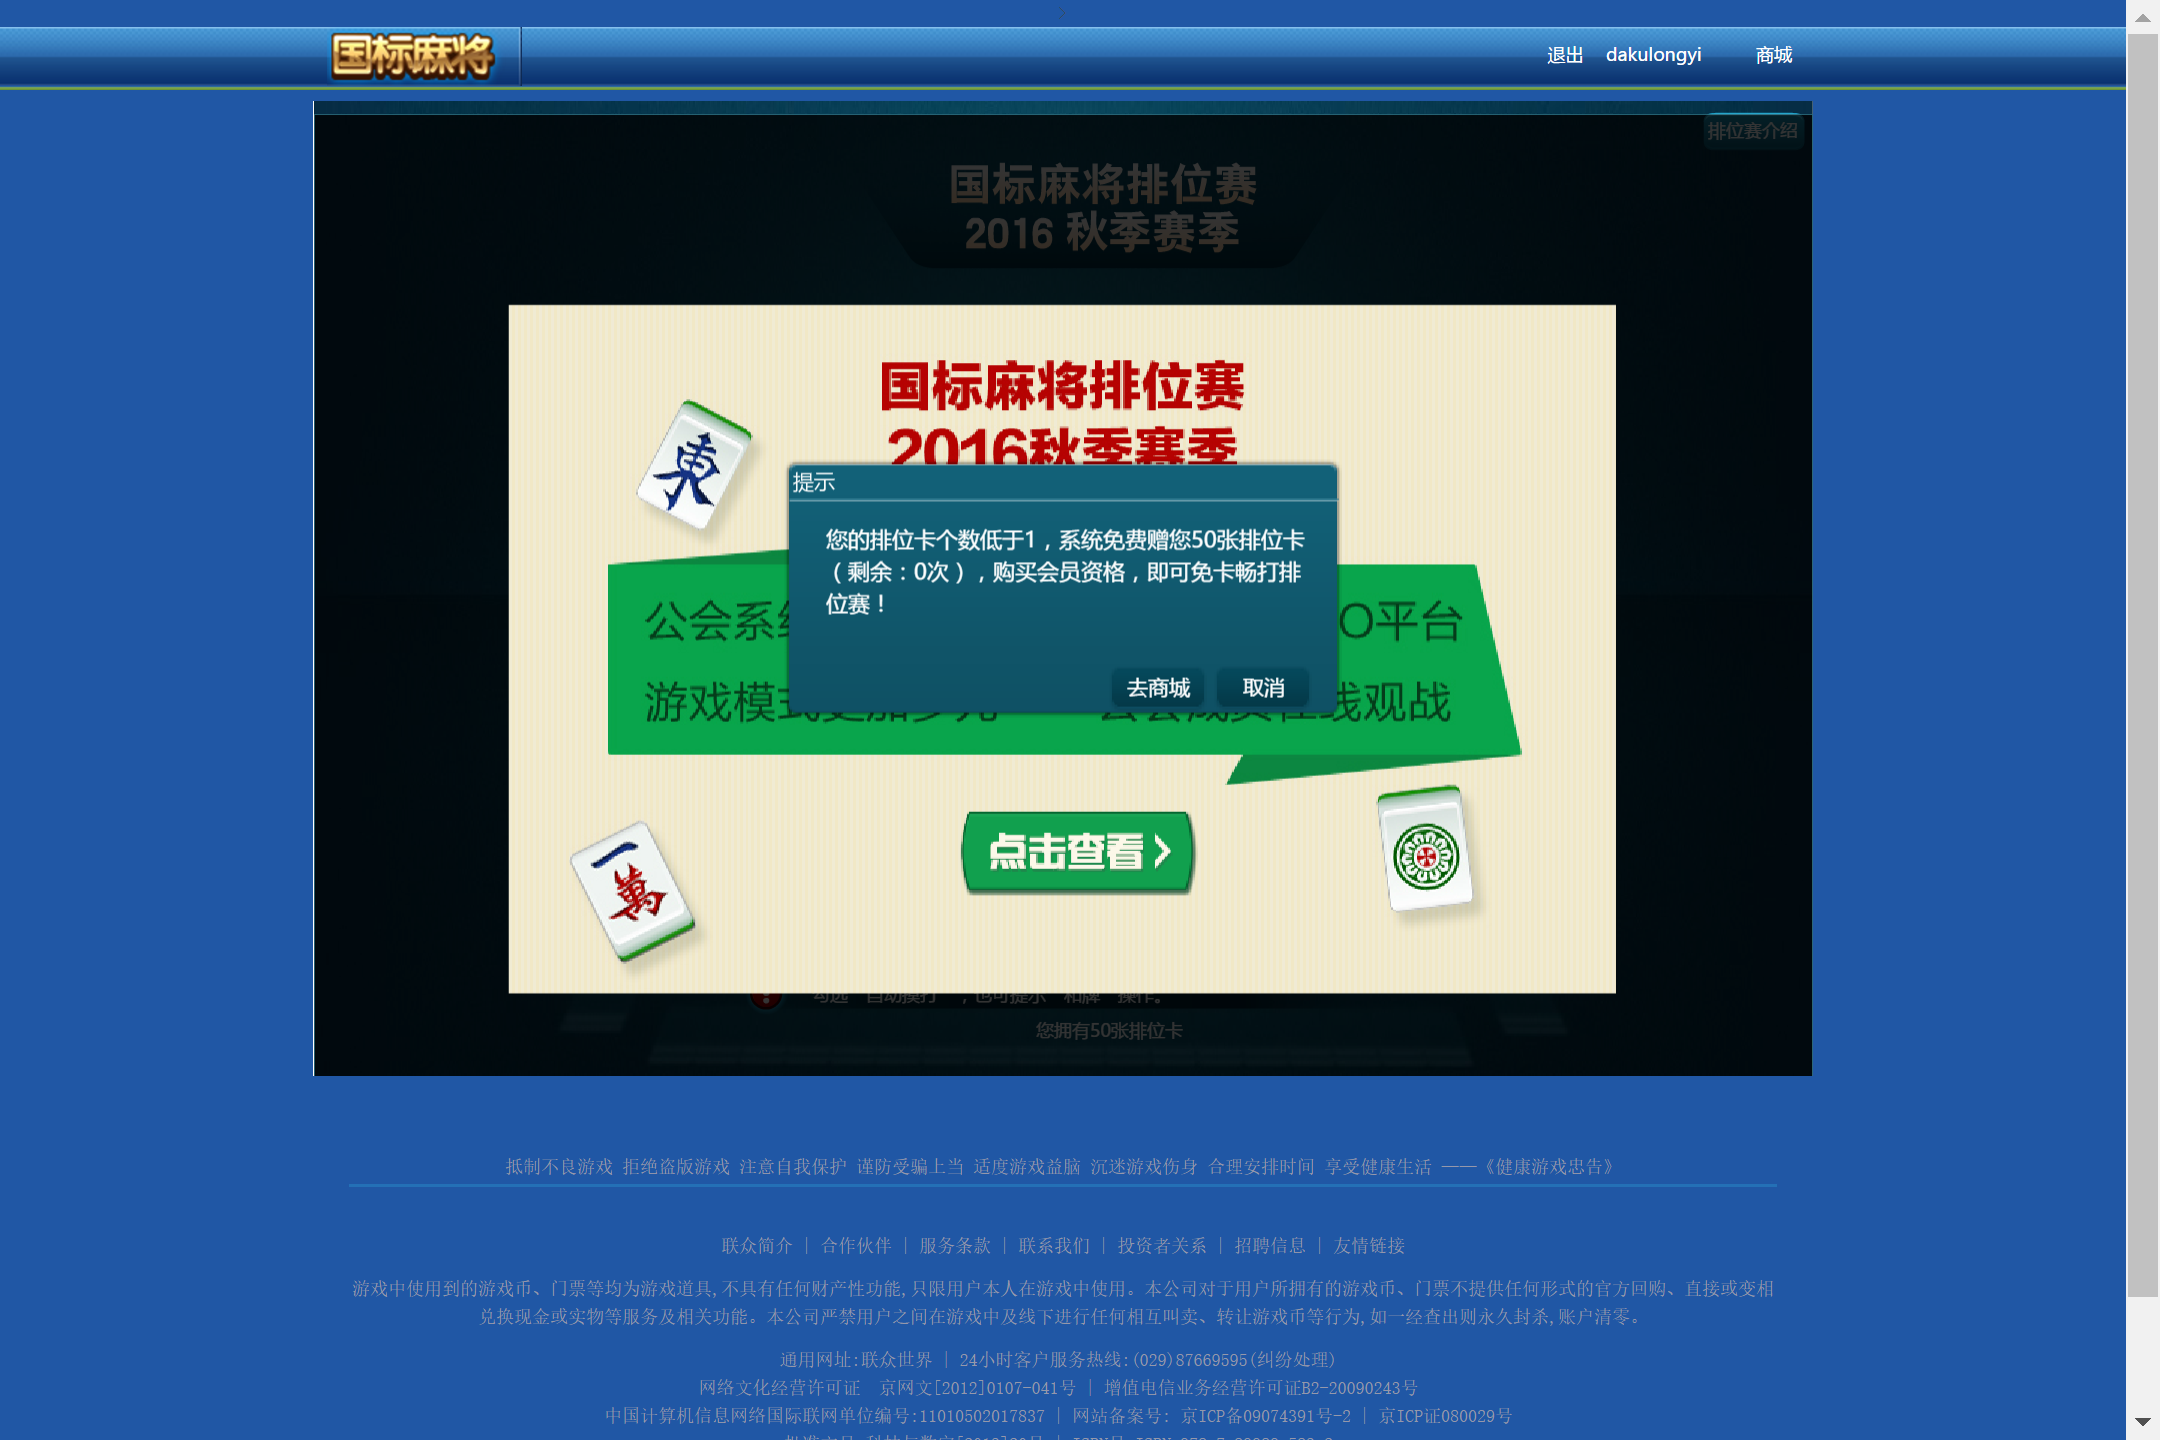 国标麻将
退出 dakulongyi 商城
排位赛介绍
国标麻将排位赛
2016 秋季赛季
国标麻将排位赛
2016秋季赛季
東
提示
您的排位卡个数低于1，系统免费赠您50张排位卡
（剩余：0次），购买会员资格，即可免卡畅打排
位赛！
去商城 取消
公会系 O平台
游戏模 线观战
点击查看
一萬
您拥有50张排位卡
抵制不良游戏 拒绝盗版游戏 注意自我保护 谨防受骗上当 适度游戏益脑 沉迷游戏伤身 合理安排时间 享受健康生活 ——《健康游戏忠告》
联众简介 | 合作伙伴 | 服务条款 | 联系我们 | 投资者关系 | 招聘信息 | 友情链接
游戏中使用到的游戏币、门票等均为游戏道具,不具有任何财产性功能,只限用户本人在游戏中使用。本公司对于用户所拥有的游戏币、门票不提供任何形式的官方回购、直接或变相
兑换现金或实物等服务及相关功能。本公司严禁用户之间在游戏中及线下进行任何相互叫卖、转让游戏币等行为,如一经查出则永久封杀,账户清零。
通用网址:联众世界 | 24小时客户服务热线:(029)87669595(纠纷处理)
网络文化经营许可证 京网文[2012]0107-041号 | 增值电信业务经营许可证B2-20090243号
中国计算机信息网络国际联网单位编号:11010502017837 | 网站备案号: 京ICP备09074391号-2 | 京ICP证080029号